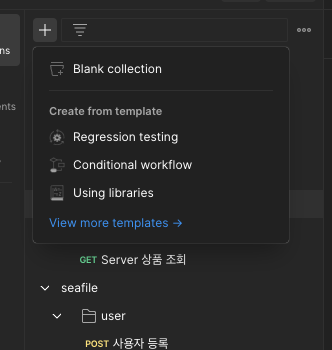 ns
Blank collection
ents
Create from template
Regression testing
Conditional workflow
Using libraries
View more templates →
GET Server 상품 조회
seafile
user
POST 사용자 등록